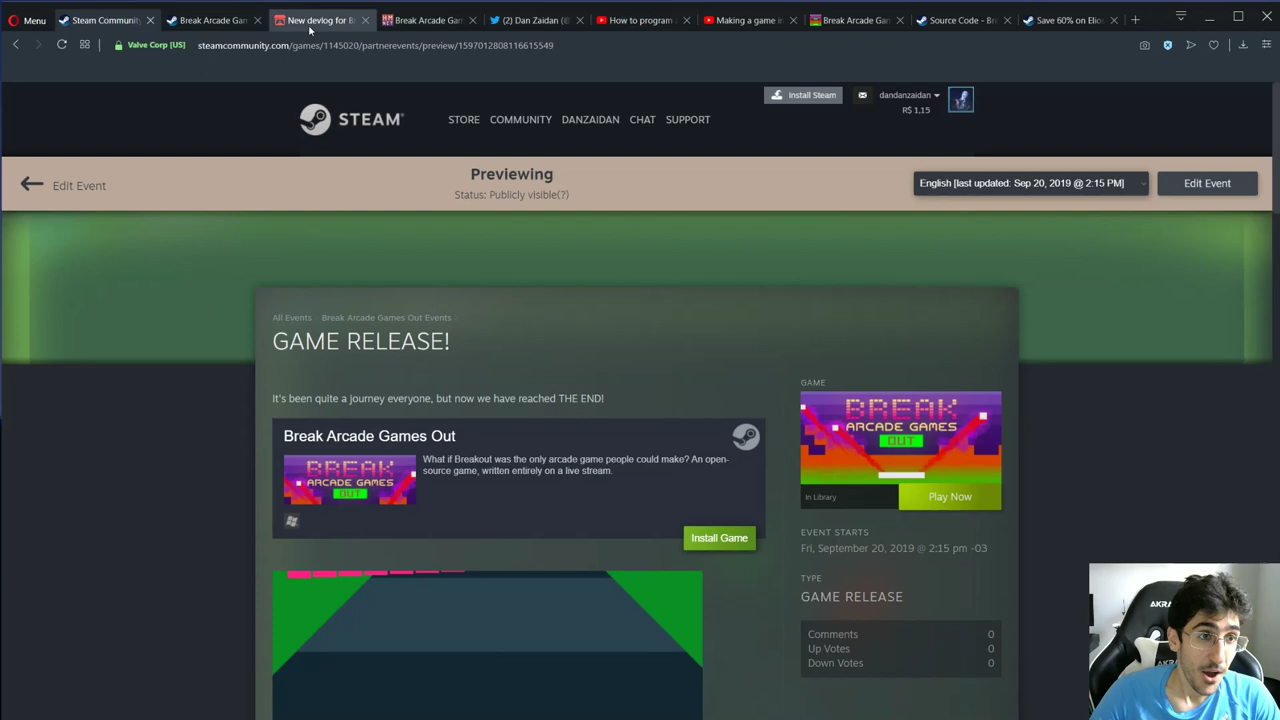 Menu
Steam Community
Break Arcade Games
New devlog for B
Break Arcade Games
(2) Dan Zaidan (@
How to program
Making a game i
Break Arcade Games
Source Code - Br
Save 60% on Elio
Valve Corp [US]
steamcommunity.com/games/1145020/partnerevents/preview/1597012808116615549
Install Steam
dandanzaidan
R$ 1,15
STEAM
STORE
COMMUNITY
DANZAIDAN
CHAT
SUPPORT
Edit Event
Previewing
Status: Publicly visible(?)
English [last updated: Sep 20, 2019 @ 2:15 PM]
Edit Event
All Events
Break Arcade Games Out Events
GAME RELEASE!
It's been quite a journey everyone, but now we have reached THE END!
Break Arcade Games Out
BREAK
ARCADE GAMES
OUT
What if Breakout was the only arcade game people could make? An open-
source game, written entirely on a live stream.
Install Game
GAME
BREAK
ARCADE GAMES
OUT
In Library
Play Now
EVENT STARTS
Fri, September 20, 2019 @ 2:15 pm -03
TYPE
GAME RELEASE
Comments 0
Up Votes 0
Down Votes 0
AKRA